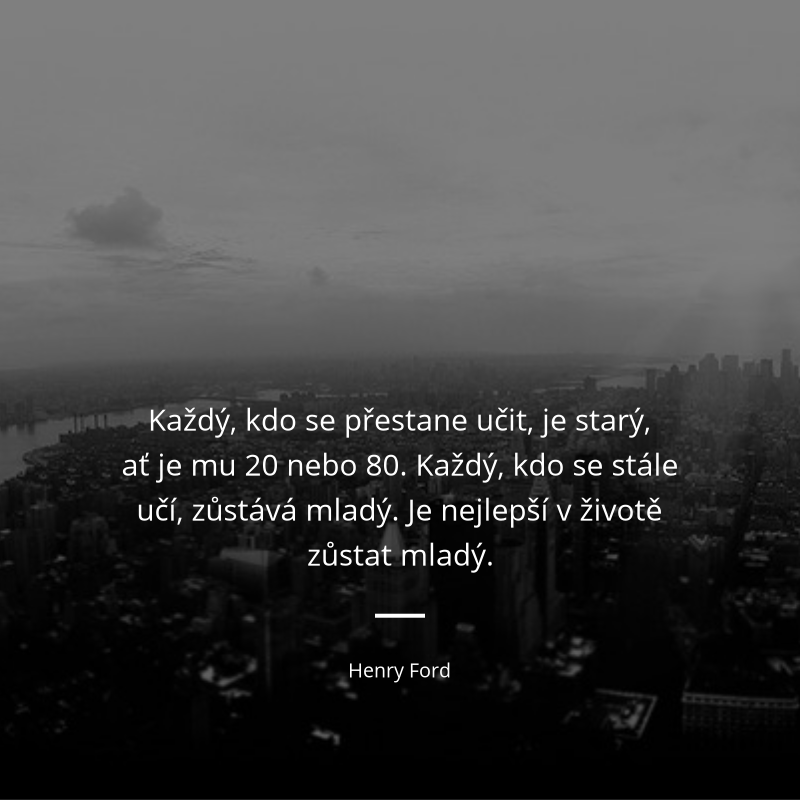 Každý, kdo se přestane učit, je starý,
ať je mu 20 nebo 80. Každý, kdo se stále
učí, zůstává mladý. Je nejlepší v životě
zůstat mladý.
Henry Ford